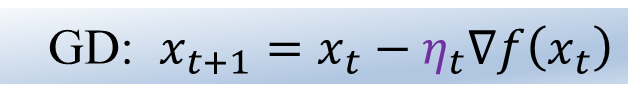 GD: x_{t+1} = x_t − η_t∇f(x_t)